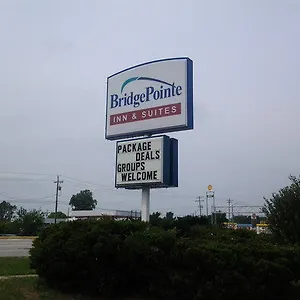 BridgePointe
INN & SUITES
PACKAGE
DEALS
GROUPS
WELCOME